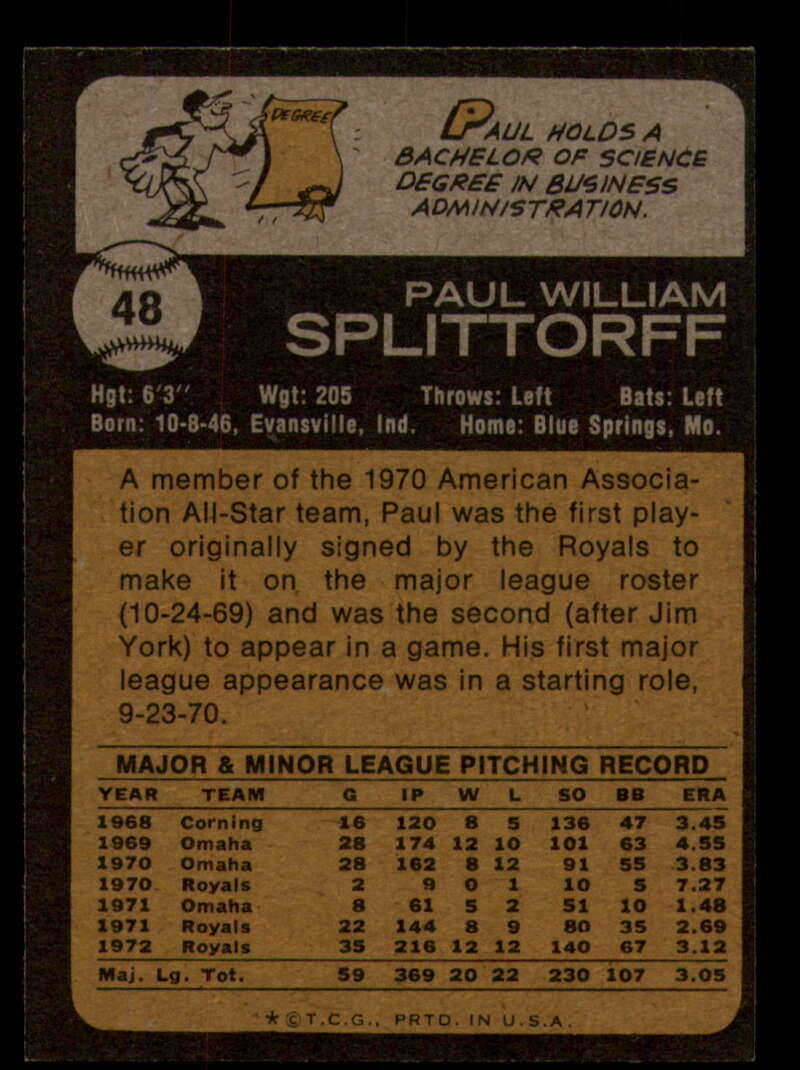 DEGREE
PAUL HOLDS A
BACHELOR OF SCIENCE
DEGREE IN BUSINESS
ADMINISTRATION.
48
PAUL WILLIAM
SPLITTORFF
Hgt: 6'3" Wgt: 205 Throws: Left Bats: Left
Born: 10-8-46, Evansville, Ind. Home: Blue Springs, Mo.
A member of the 1970 American Associa-
tion All-Star team, Paul was the first play-
er originally signed by the Royals to
make it on the major league roster
(10-24-69) and was the second (after Jim
York) to appear in a game. His first major
league appearance was in a starting role,
9-23-70.
MAJOR & MINOR LEAGUE PITCHING RECORD
YEAR TEAM G IP W L SO BB ERA
1968 Corning 16 120 8 5 136 47 3.45
1969 Omaha 28 174 12 10 101 63 4.55
1970 Omaha 28 162 8 12 91 55 3.83
1970 Royals 2 9 0 1 10 5 7.27
1971 Omaha 8 61 5 2 51 10 1.48
1971 Royals 22 144 8 9 80 35 2.69
1972 Royals 35 216 12 12 140 67 3.12
Maj. Lg. Tot. 59 369 20 22 230 107 3.05
*©T.C.G., PRTD. IN U.S.A.